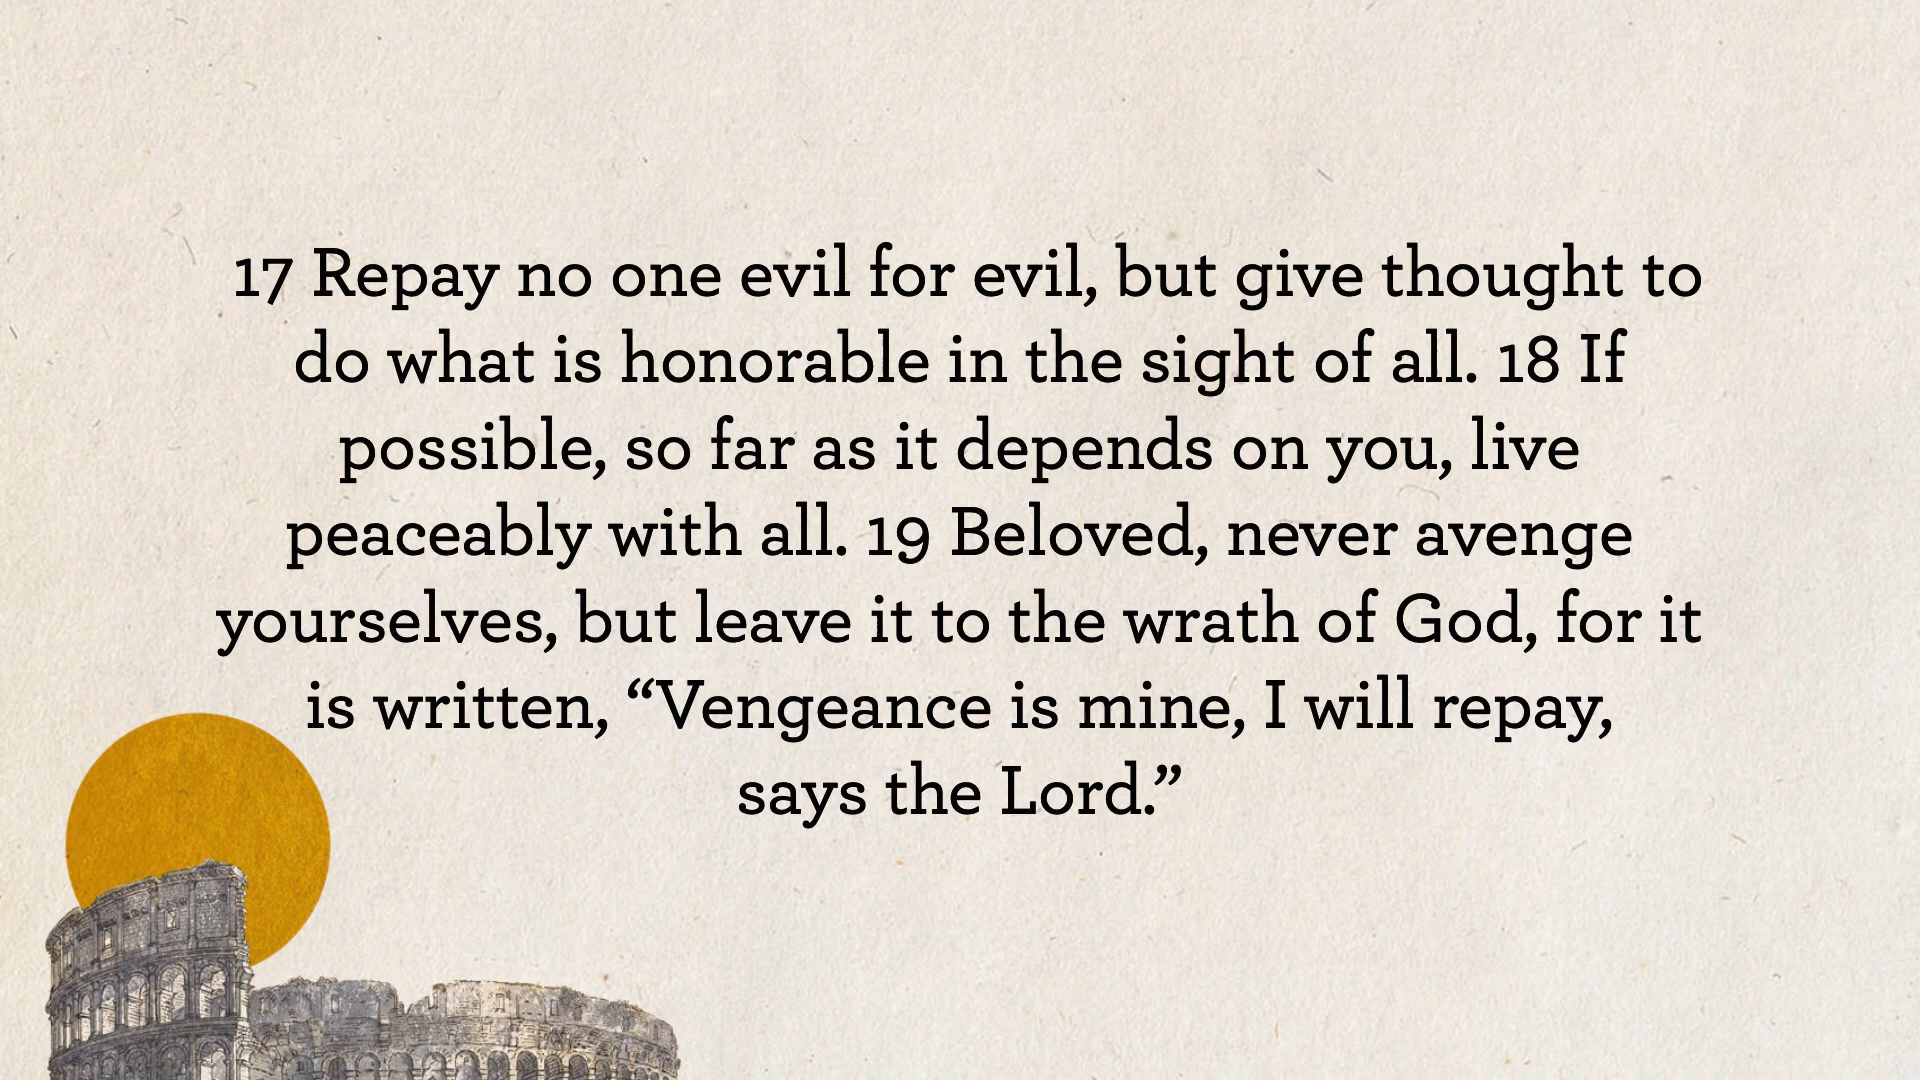 17 Repay no one evil for evil, but give thought to
do what is honorable in the sight of all. 18 If
possible, so far as it depends on you, live
peaceably with all. 19 Beloved, never avenge
yourselves, but leave it to the wrath of God, for it
is written, “Vengeance is mine, I will repay,
says the Lord.”